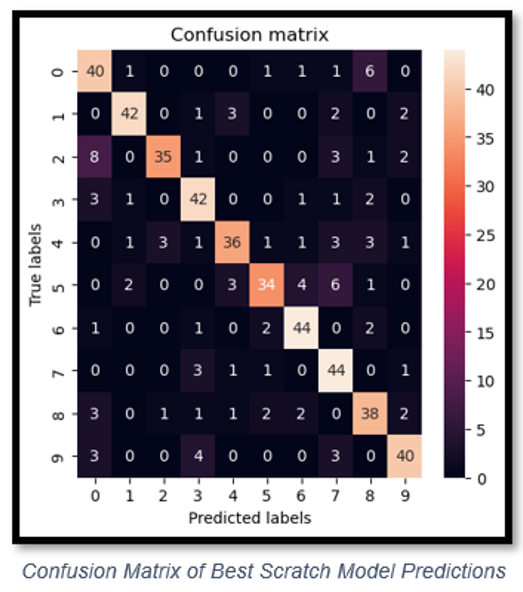 Confusion matrix
0 40 1 0 0 0 1 1 1 6 0
1 0 42 0 1 3 0 0 2 0 2
2 8 0 35 1 0 0 0 3 1 2
3 3 1 0 42 0 0 1 1 2 0
4 0 1 3 1 36 1 1 3 3 1
5 0 2 0 0 3 34 4 6 1 0
6 1 0 0 1 0 2 44 0 2 0
7 0 0 0 3 1 1 0 44 0 1
8 3 0 1 1 1 2 2 0 38 2
9 3 0 0 4 0 0 0 3 0 40
0 1 2 3 4 5 6 7 8 9
True labels
Predicted labels
40
35
30
25
20
15
10
5
0
Confusion Matrix of Best Scratch Model Predictions